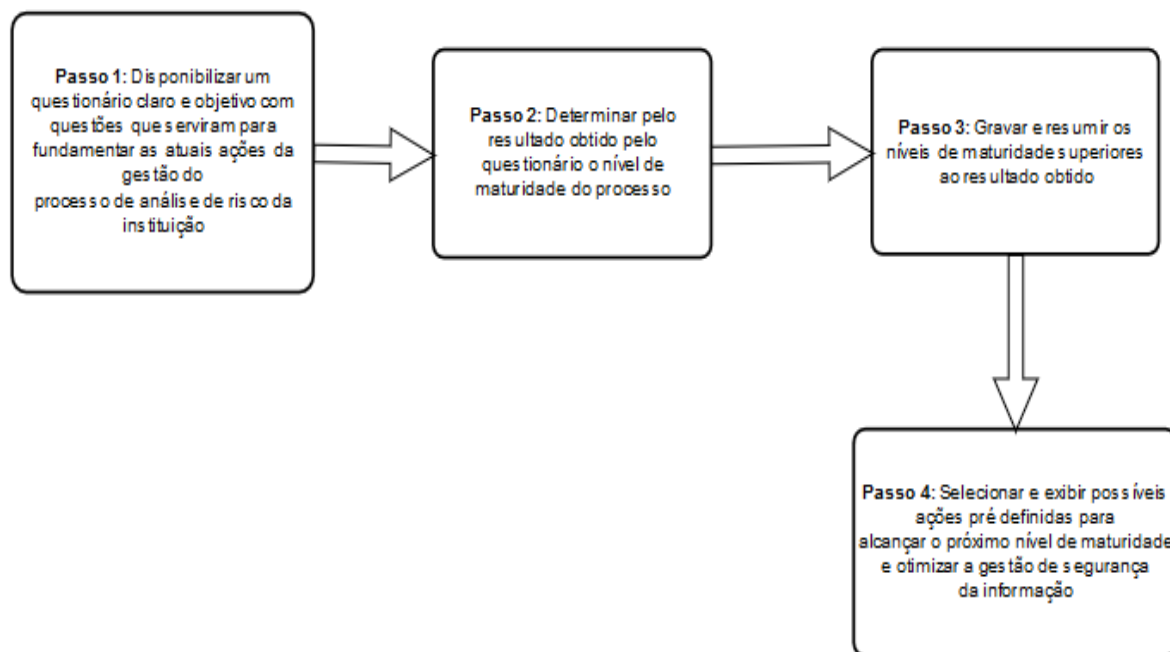 Passo 1: Disponibilizar um
questionário claro e objetivo com
questões que serviram para
fundamentar as atuais ações da
gestão do
processo de análise de risco da
instituição
Passo 2: Determinar pelo
resultado obtido pelo
questionário o nível de
maturidade do processo
Passo 3: Gravar e resumir os
níveis de maturidade superiores
ao resultado obtido
Passo 4: Selecionar e exibir possíveis
ações pré definidas para
alcançar o próximo nível de maturidade
e otimizar a gestão de segurança
da informação